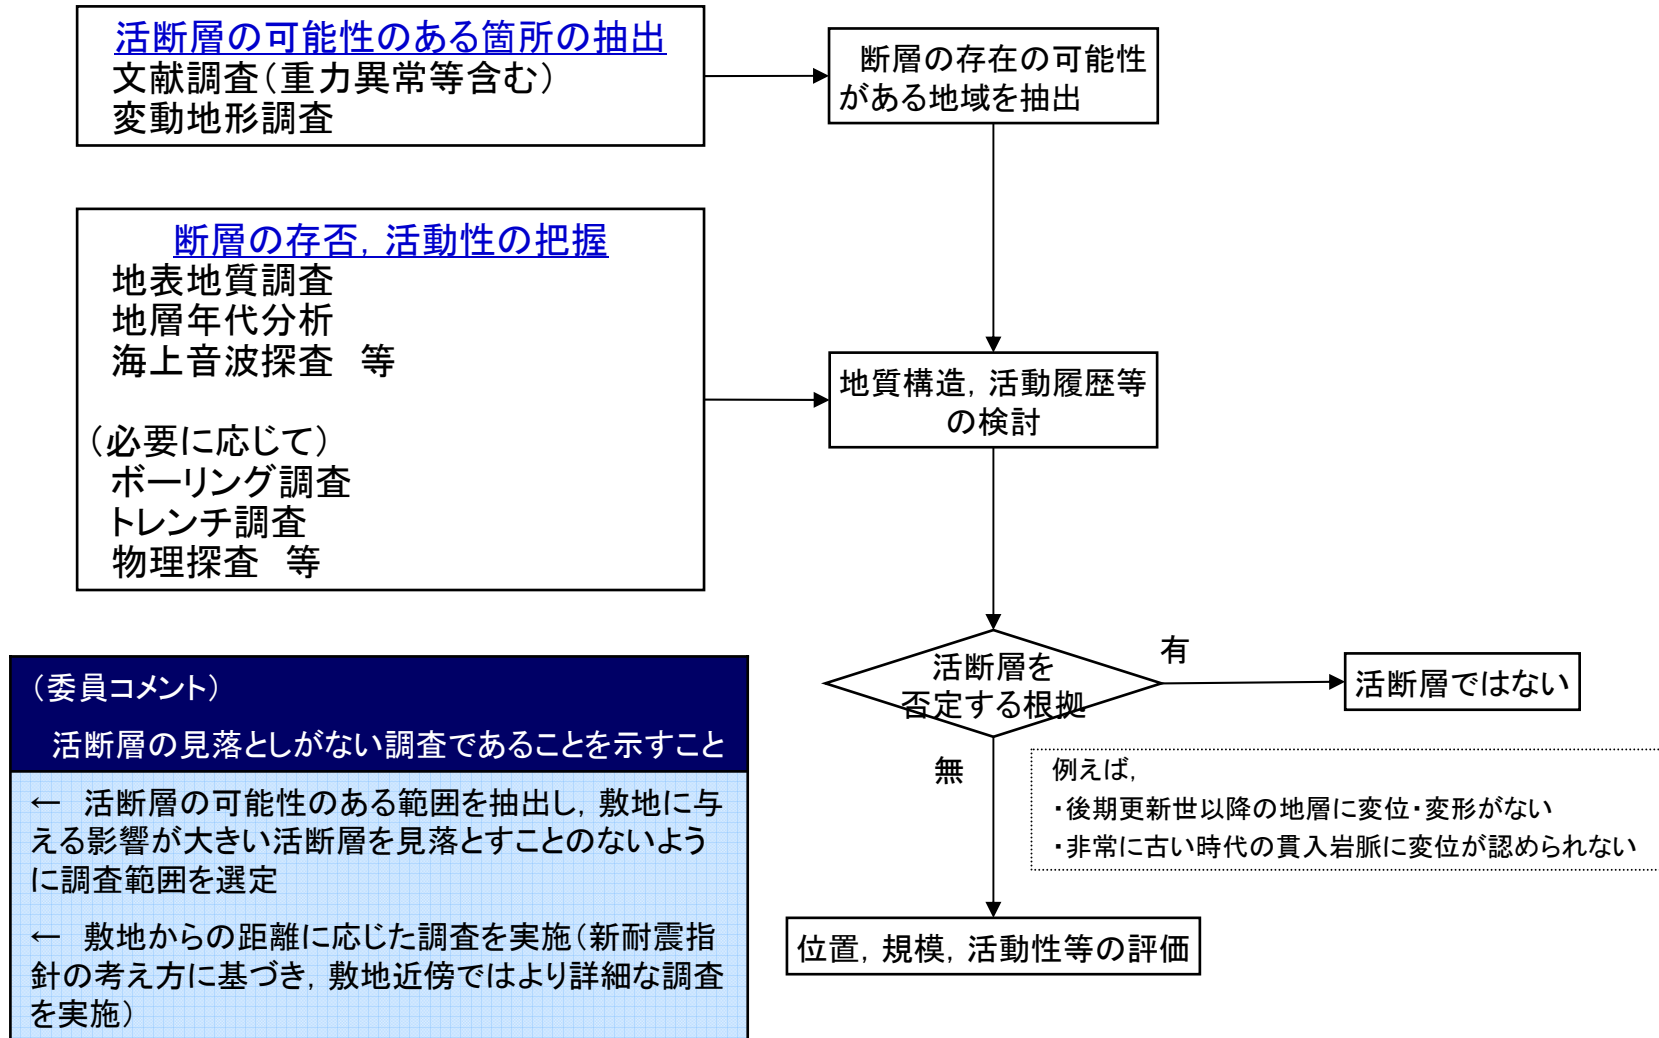 活断層の可能性のある箇所の抽出
文献調査（重力異常等含む）
変動地形調査
断層の存在の可能性
がある地域を抽出
断層の存否，活動性の把握
地表地質調査
地層年代分析
海上音波探査　等
（必要に応じて）
ボーリング調査
トレンチ調査
物理探査　等
地質構造，活動履歴等
の検討
活断層を
否定する根拠
有
活断層ではない
無
例えば，
・後期更新世以降の地層に変位・変形がない
・非常に古い時代の貫入岩脈に変位が認められない
位置，規模，活動性等の評価
（委員コメント）
活断層の見落としがない調査であることを示すこと
←　活断層の可能性のある範囲を抽出し，敷地に与
える影響が大きい活断層を見落とすことのないよう
に調査範囲を選定
←　敷地からの距離に応じた調査を実施（新耐震指
針の考え方に基づき，敷地近傍ではより詳細な調査
を実施）